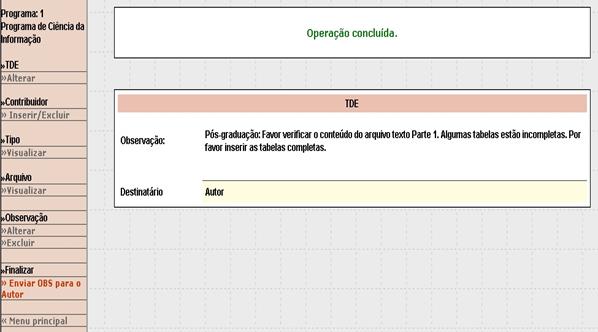 Programa: 1
Programa de Ciência da
Informação
»TDE
»Alterar
»Contribuidor
» Inserir/Excluir
»Tipo
»Visualizar
»Arquivo
»Visualizar
»Observação
»Alterar
»Excluir
»Finalizar
» Enviar OBS para o
Autor
« Menu principal
Operação concluída.
TDE
Observação:
Pós-graduação: Favor verificar o conteúdo do arquivo texto Parte 1. Algumas tabelas estão incompletas. Por
favor inserir as tabelas completas.
Destinatário
Autor